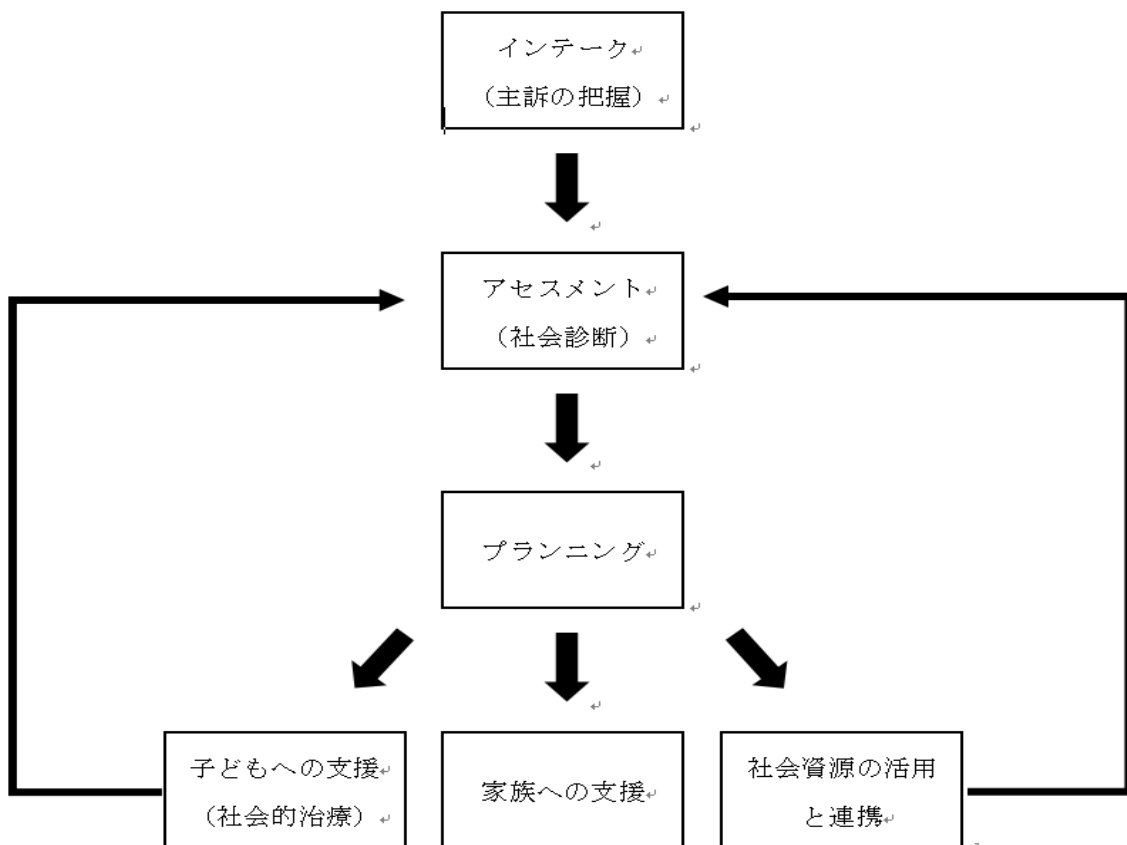 インテーク
(主訴の把握)
アセスメント
(社会診断)
プランニング
子どもへの支援
(社会的治療)
家族への支援
社会資源の活用
と連携